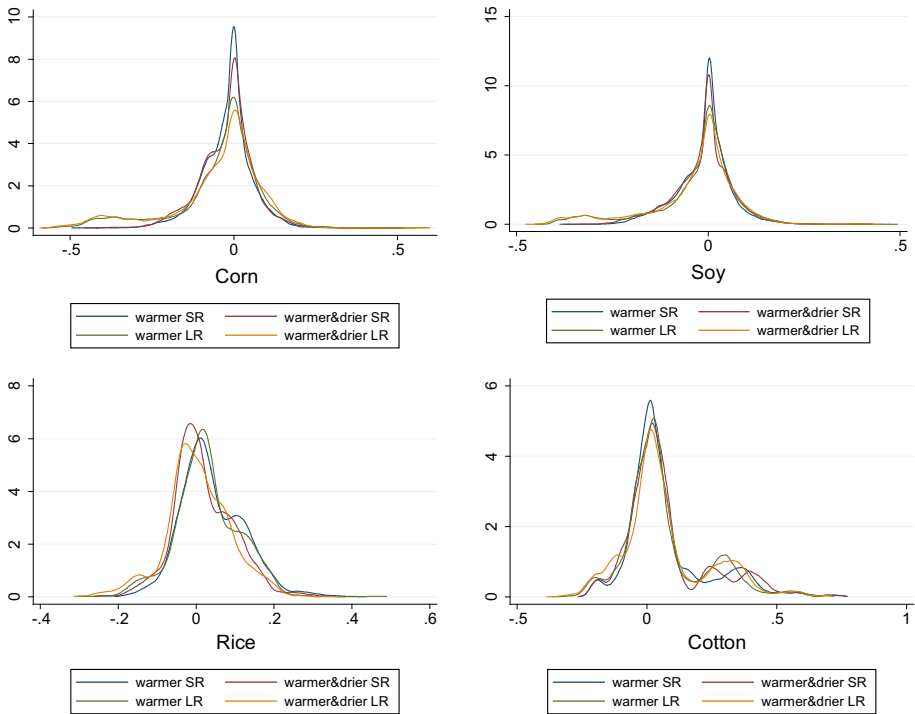 10
8
6
4
2
0
-.5
0
.5
Corn
warmer SR
warmer&drier SR
warmer LR
warmer&drier LR
15
10
5
0
-.5
0
.5
Soy
warmer SR
warmer&drier SR
warmer LR
warmer&drier LR
8
6
4
2
0
-.4
-.2
0
.2
.4
.6
Rice
warmer SR
warmer&drier SR
warmer LR
warmer&drier LR
6
4
2
0
-.5
0
.5
1
Cotton
warmer SR
warmer&drier SR
warmer LR
warmer&drier LR